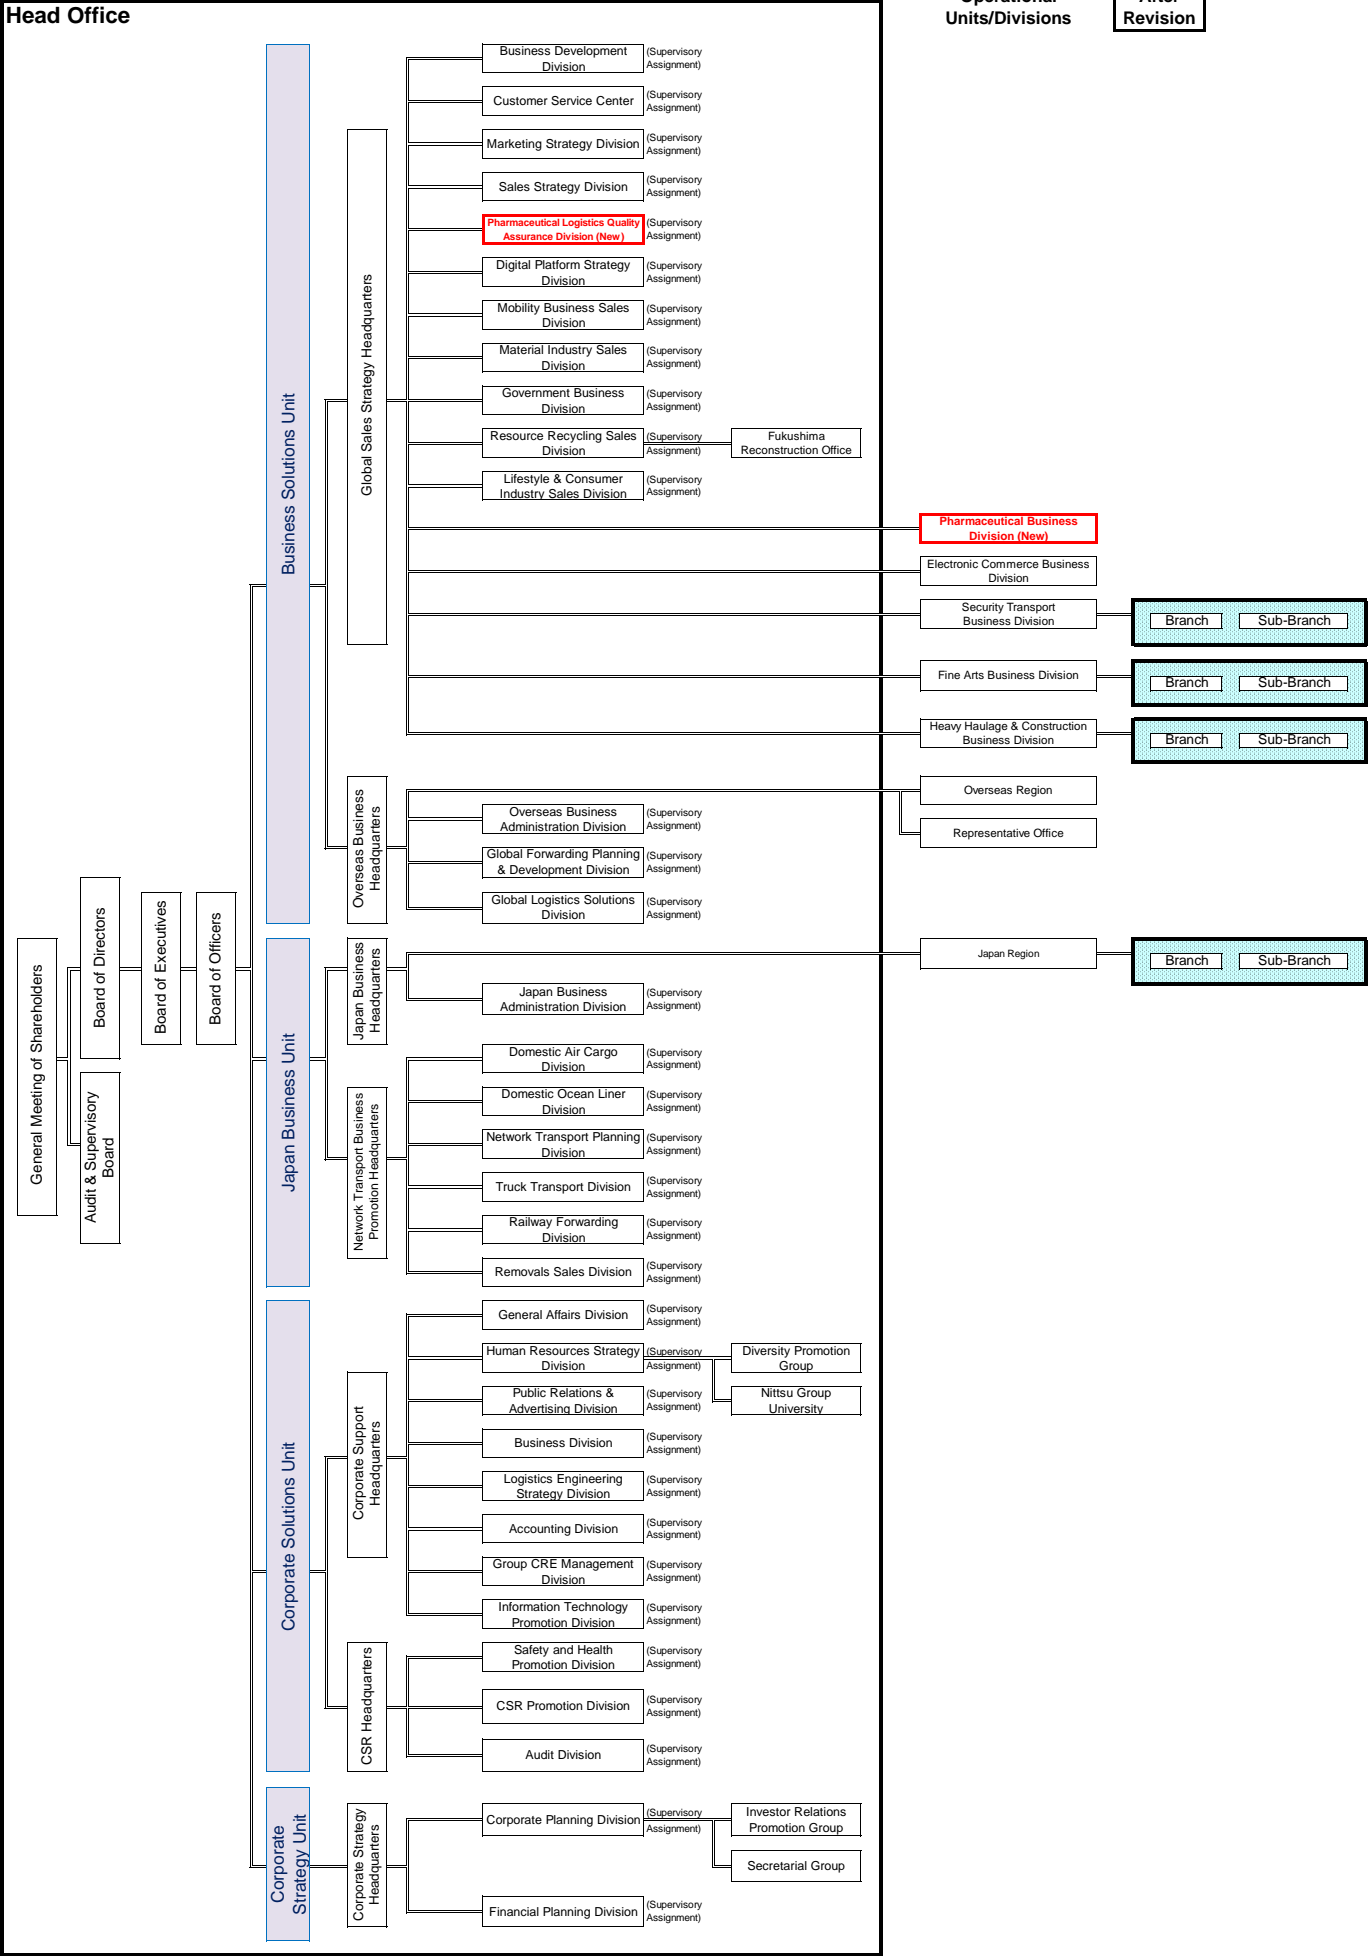 Head Office
Operational
Units/Divisions
After
Revision
General Meeting of Shareholders
Board of Directors
Audit & Supervisory
Board
Board of Executives
Board of Officers
Business Solutions Unit
Global Sales Strategy Headquarters
Business Development
Division
(Supervisory
Assignment)
Customer Service Center
(Supervisory
Assignment)
Marketing Strategy Division
(Supervisory
Assignment)
Sales Strategy Division
(Supervisory
Assignment)
Pharmaceutical Logistics Quality
Assurance Division (New)
(Supervisory
Assignment)
Digital Platform Strategy
Division
(Supervisory
Assignment)
Mobility Business Sales
Division
(Supervisory
Assignment)
Material Industry Sales
Division
(Supervisory
Assignment)
Government Business
Division
(Supervisory
Assignment)
Resource Recycling Sales
Division
(Supervisory
Assignment)
Fukushima
Reconstruction Office
Lifestyle & Consumer
Industry Sales Division
(Supervisory
Assignment)
Pharmaceutical Business
Division (New)
Electronic Commerce Business
Division
Security Transport
Business Division
Branch
Sub-Branch
Fine Arts Business Division
Branch
Sub-Branch
Heavy Haulage & Construction
Business Division
Branch
Sub-Branch
Overseas Business
Headquarters
Overseas Region
Representative Office
Overseas Business
Administration Division
(Supervisory
Assignment)
Global Forwarding Planning
& Development Division
(Supervisory
Assignment)
Global Logistics Solutions
Division
(Supervisory
Assignment)
Japan Business Unit
Japan Business
Headquarters
Japan Region
Branch
Sub-Branch
Japan Business
Administration Division
(Supervisory
Assignment)
Network Transport Business
Promotion Headquarters
Domestic Air Cargo
Division
(Supervisory
Assignment)
Domestic Ocean Liner
Division
(Supervisory
Assignment)
Network Transport Planning
Division
(Supervisory
Assignment)
Truck Transport Division
(Supervisory
Assignment)
Railway Forwarding
Division
(Supervisory
Assignment)
Removals Sales Division
(Supervisory
Assignment)
Corporate Solutions Unit
Corporate Support
Headquarters
General Affairs Division
(Supervisory
Assignment)
Human Resources Strategy
Division
(Supervisory
Assignment)
Diversity Promotion
Group
Nittsu Group
University
Public Relations &
Advertising Division
(Supervisory
Assignment)
Business Division
(Supervisory
Assignment)
Logistics Engineering
Strategy Division
(Supervisory
Assignment)
Accounting Division
(Supervisory
Assignment)
Group CRE Management
Division
(Supervisory
Assignment)
Information Technology
Promotion Division
(Supervisory
Assignment)
CSR Headquarters
Safety and Health
Promotion Division
(Supervisory
Assignment)
CSR Promotion Division
(Supervisory
Assignment)
Audit Division
(Supervisory
Assignment)
Corporate
Strategy Unit
Corporate Strategy
Headquarters
Corporate Planning Division
(Supervisory
Assignment)
Investor Relations
Promotion Group
Secretarial Group
Financial Planning Division
(Supervisory
Assignment)